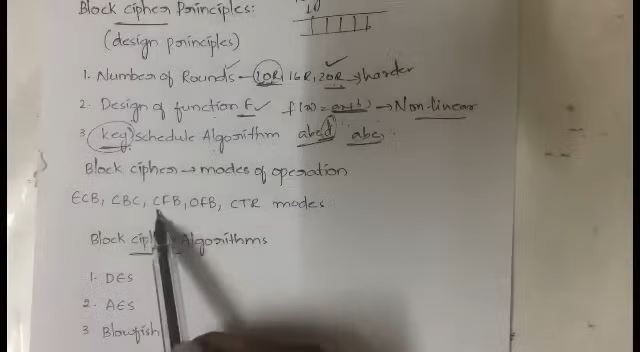 Block cipher Principles:
(design principles)
1. Number of Rounds - 10R, 16R, 20R → harder
2. Design of function F f(x) = → Non-linear
3 key schedule Algorithm abcd abc
Block cipher → modes of operation
ECB, CBC, CFB, OFB, CTR modes
Block cipher Algorithms
1. DES
2. AES
3 Blowfish